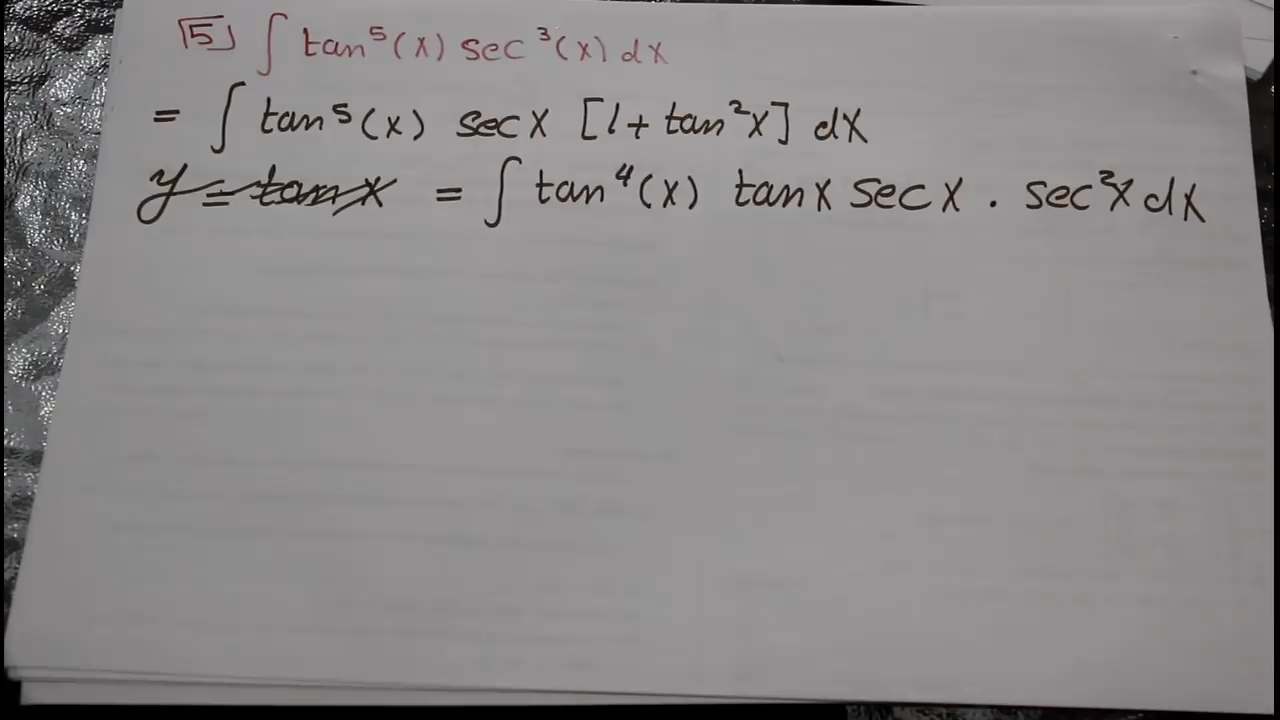 5 ∫ tan⁵(x) sec³(x) dx
= ∫ tan⁵(x) sec x [1 + tan²x] dx
y = tan x = ∫ tan⁴(x) tan x sec x . sec²x dx